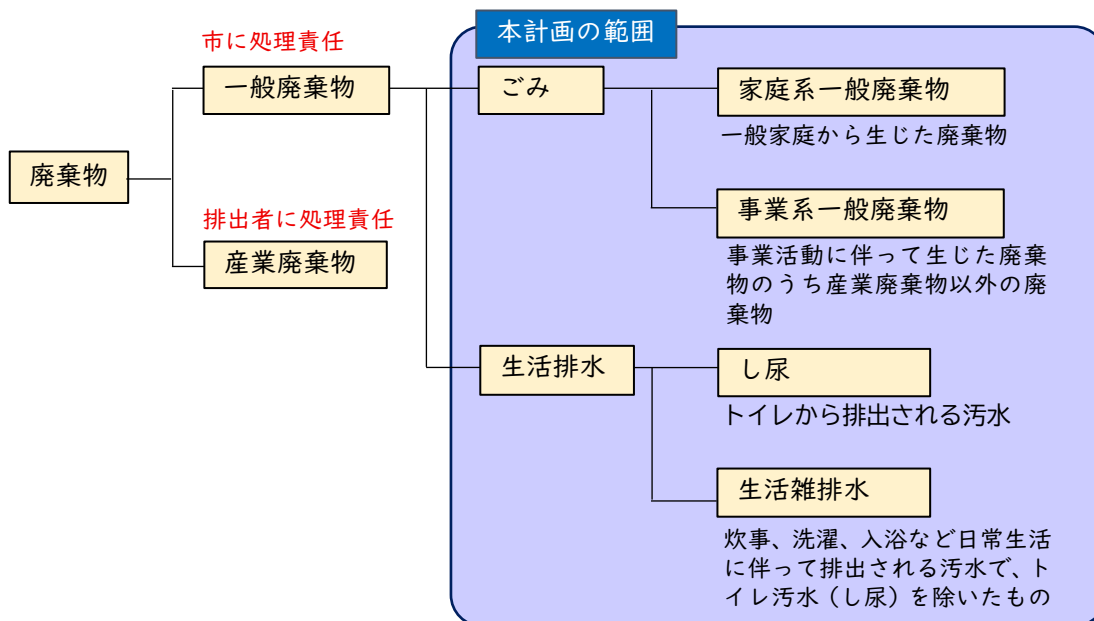 本計画の範囲
市に処理責任
一般廃棄物
ごみ
家庭系一般廃棄物
一般家庭から生じた廃棄物
廃棄物
事業系一般廃棄物
事業活動に伴って生じた廃棄
物のうち産業廃棄物以外の廃
棄物
排出者に処理責任
産業廃棄物
生活排水
し尿
トイレから排出される汚水
生活雑排水
炊事、洗濯、入浴など日常生活
に伴って排出される汚水で、ト
イレ汚水（し尿）を除いたもの